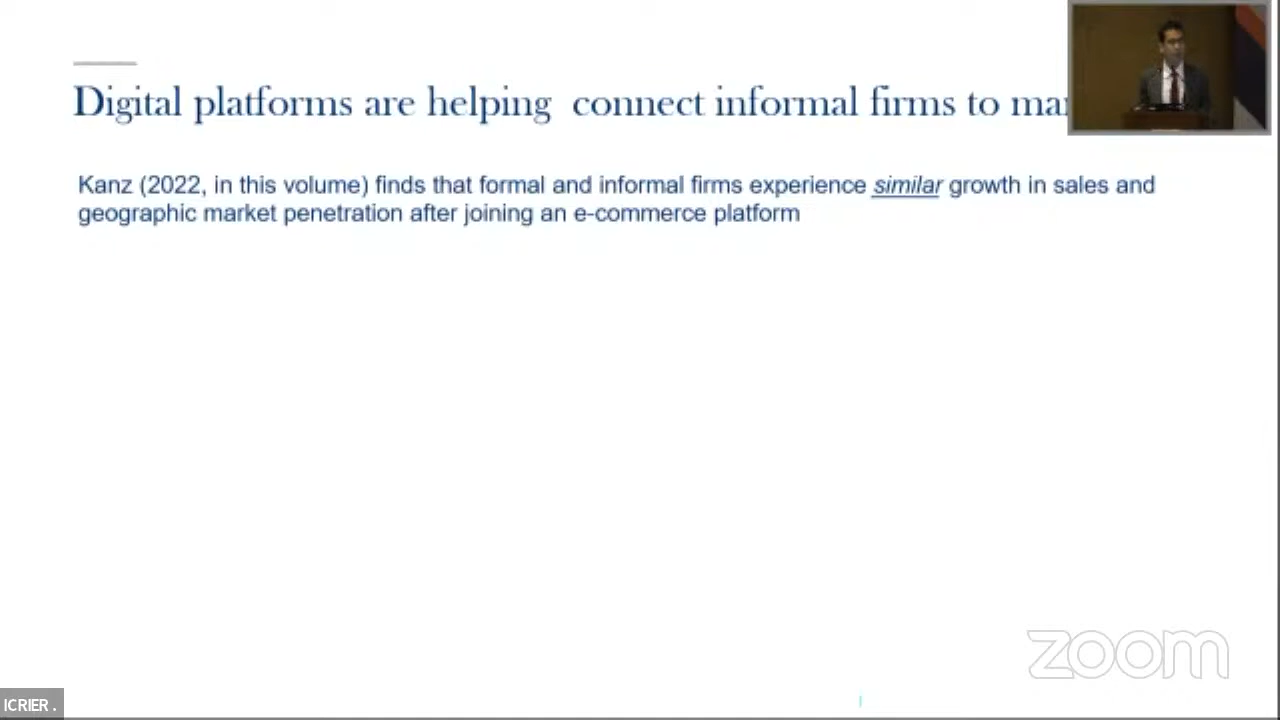 Digital platforms are helping connect informal firms to
Kanz (2022, in this volume) finds that formal and informal firms experience similar growth in sales and
geographic market penetration after joining an e-commerce platform
zoom
ICRIER .